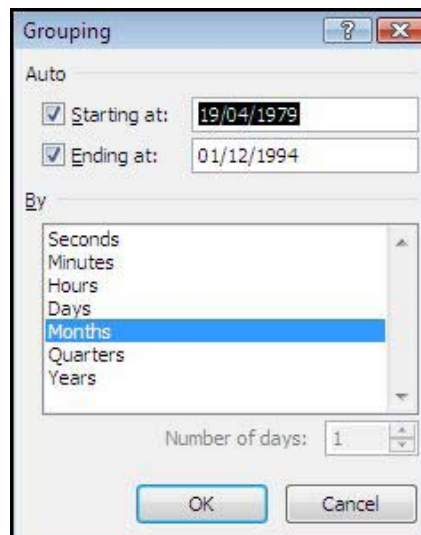 Grouping
Auto
Starting at: 19/04/1979
Ending at: 01/12/1994
By
Seconds
Minutes
Hours
Days
Months
Quarters
Years
Number of days: 1
OK Cancel